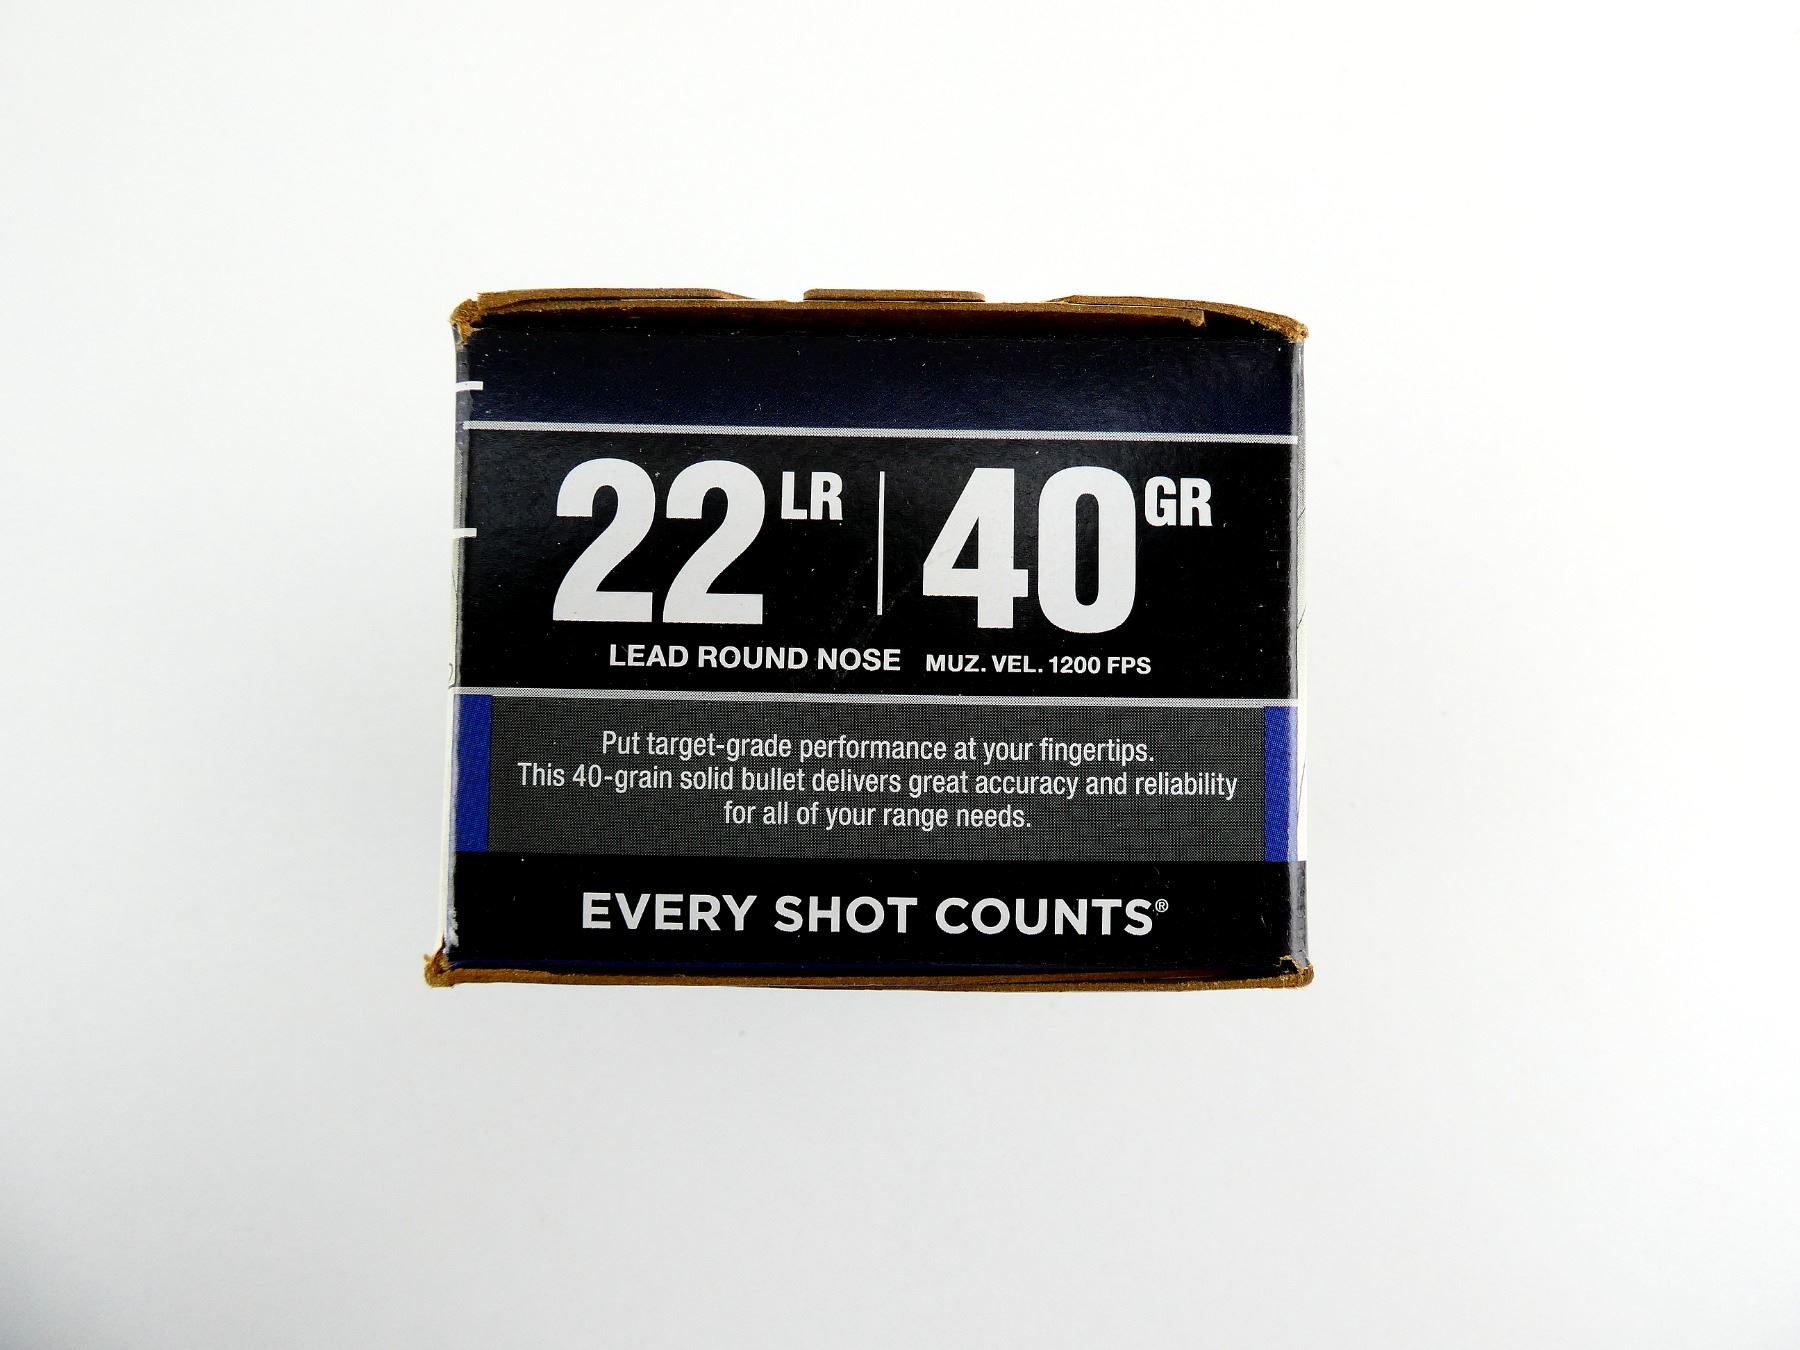 22 LR | 40 GR
LEAD ROUND NOSE MUZ. VEL. 1200 FPS
Put target-grade performance at your fingertips.
This 40-grain solid bullet delivers great accuracy and reliability
for all of your range needs.
EVERY SHOT COUNTS®